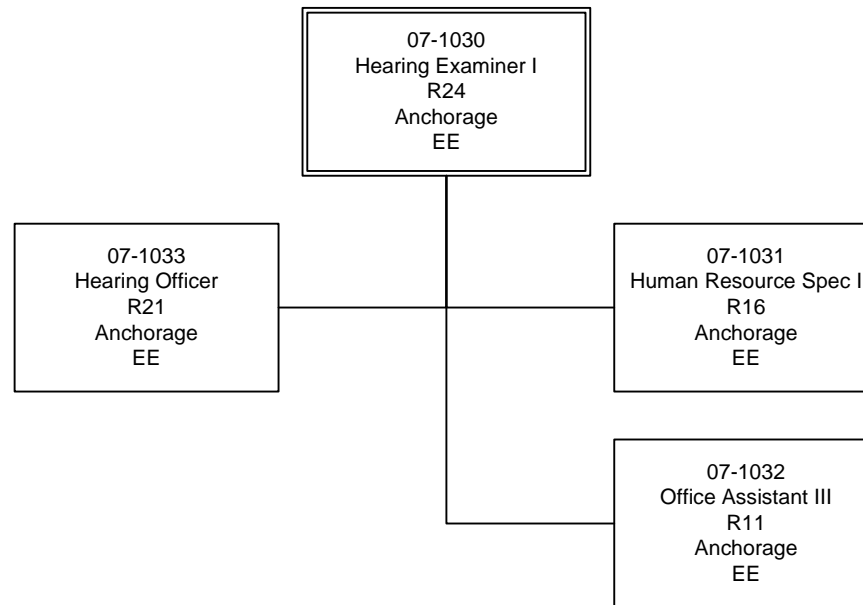 07-1030
Hearing Examiner I
R24
Anchorage
EE
07-1033
Hearing Officer
R21
Anchorage
EE
07-1031
Human Resource Spec I
R16
Anchorage
EE
07-1032
Office Assistant III
R11
Anchorage
EE